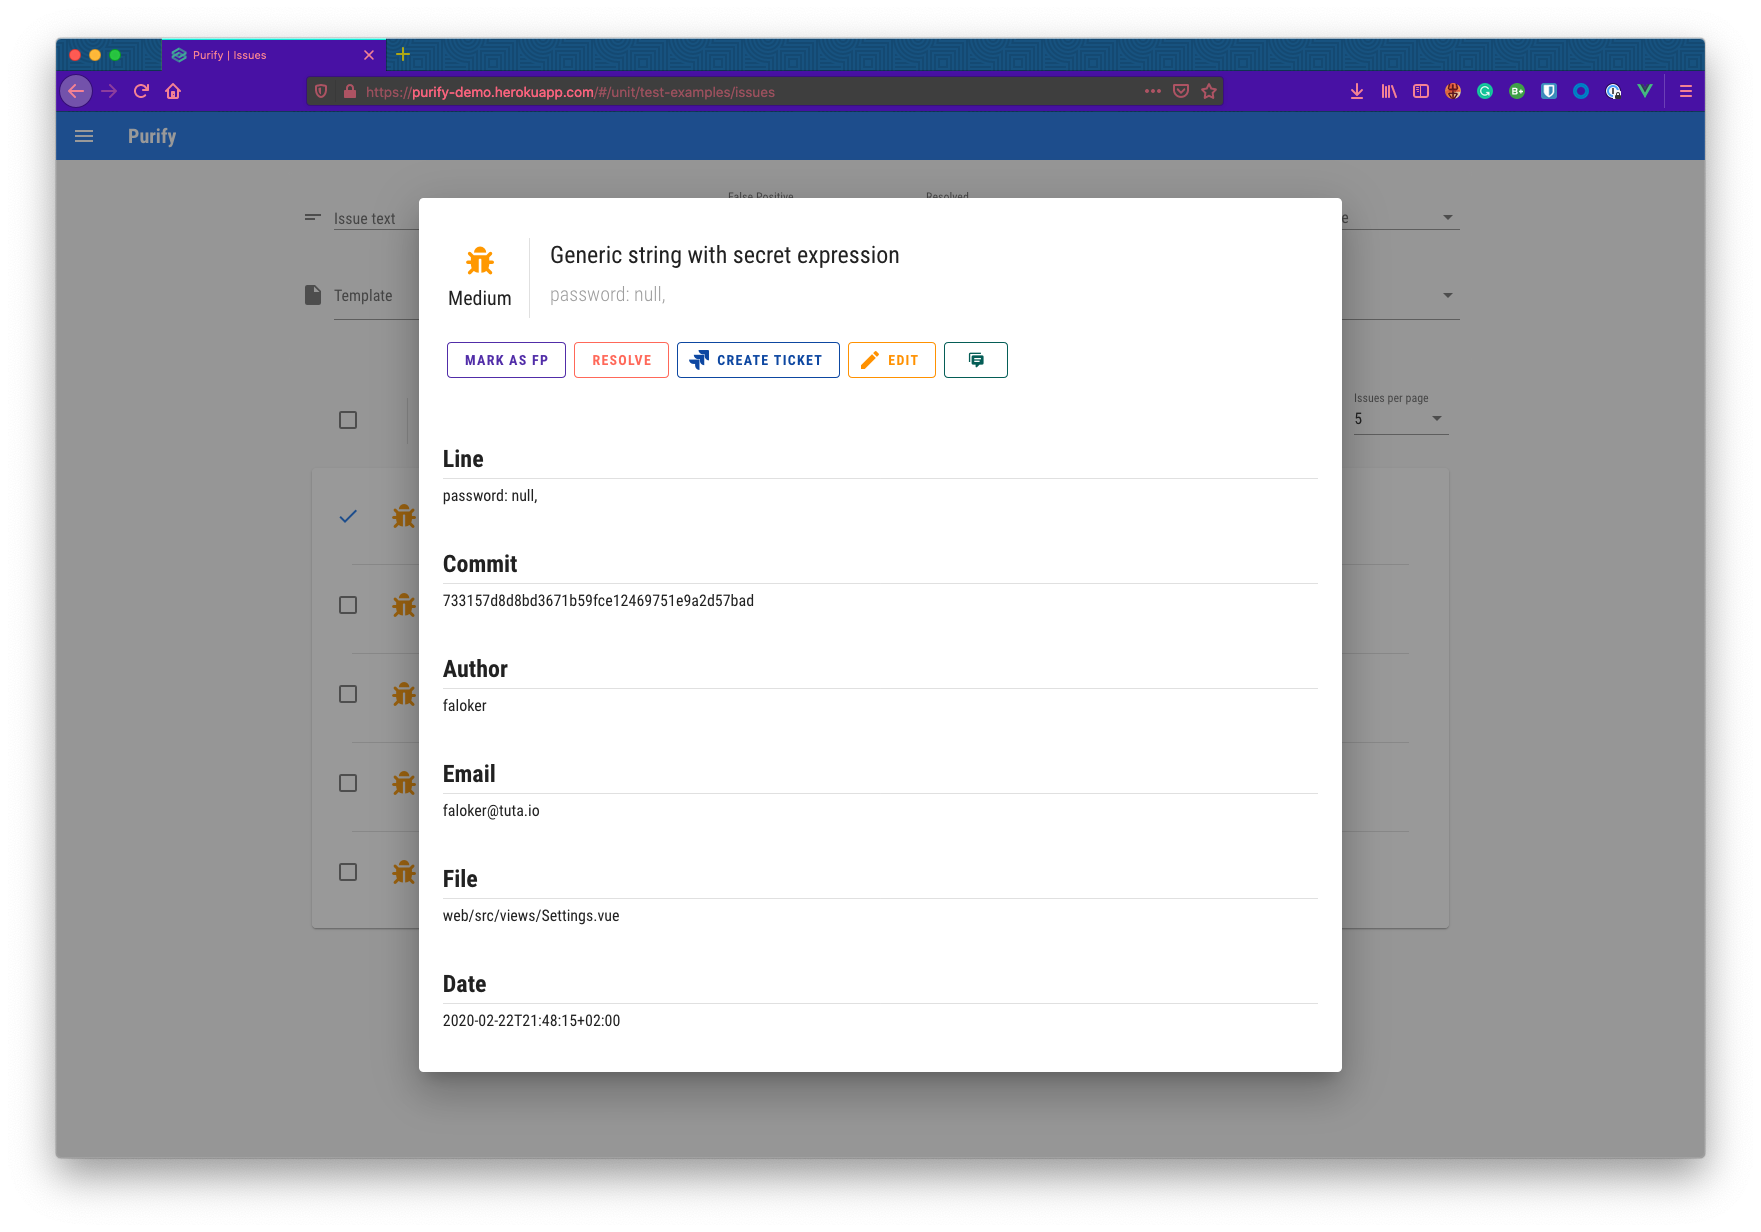 Purify | Issues
https://purify-demo.herokuapp.com/#/unit/test-examples/issues
Purify
False Positive
Resolved
Issue text
Template
Issues per page
5
Generic string with secret expression
Medium
password: null,
MARK AS FP
RESOLVE
CREATE TICKET
EDIT
Line
password: null,
Commit
733157d8d8bd3671b59fce12469751e9a2d57bad
Author
faloker
Email
faloker@tuta.io
File
web/src/views/Settings.vue
Date
2020-02-22T21:48:15+02:00